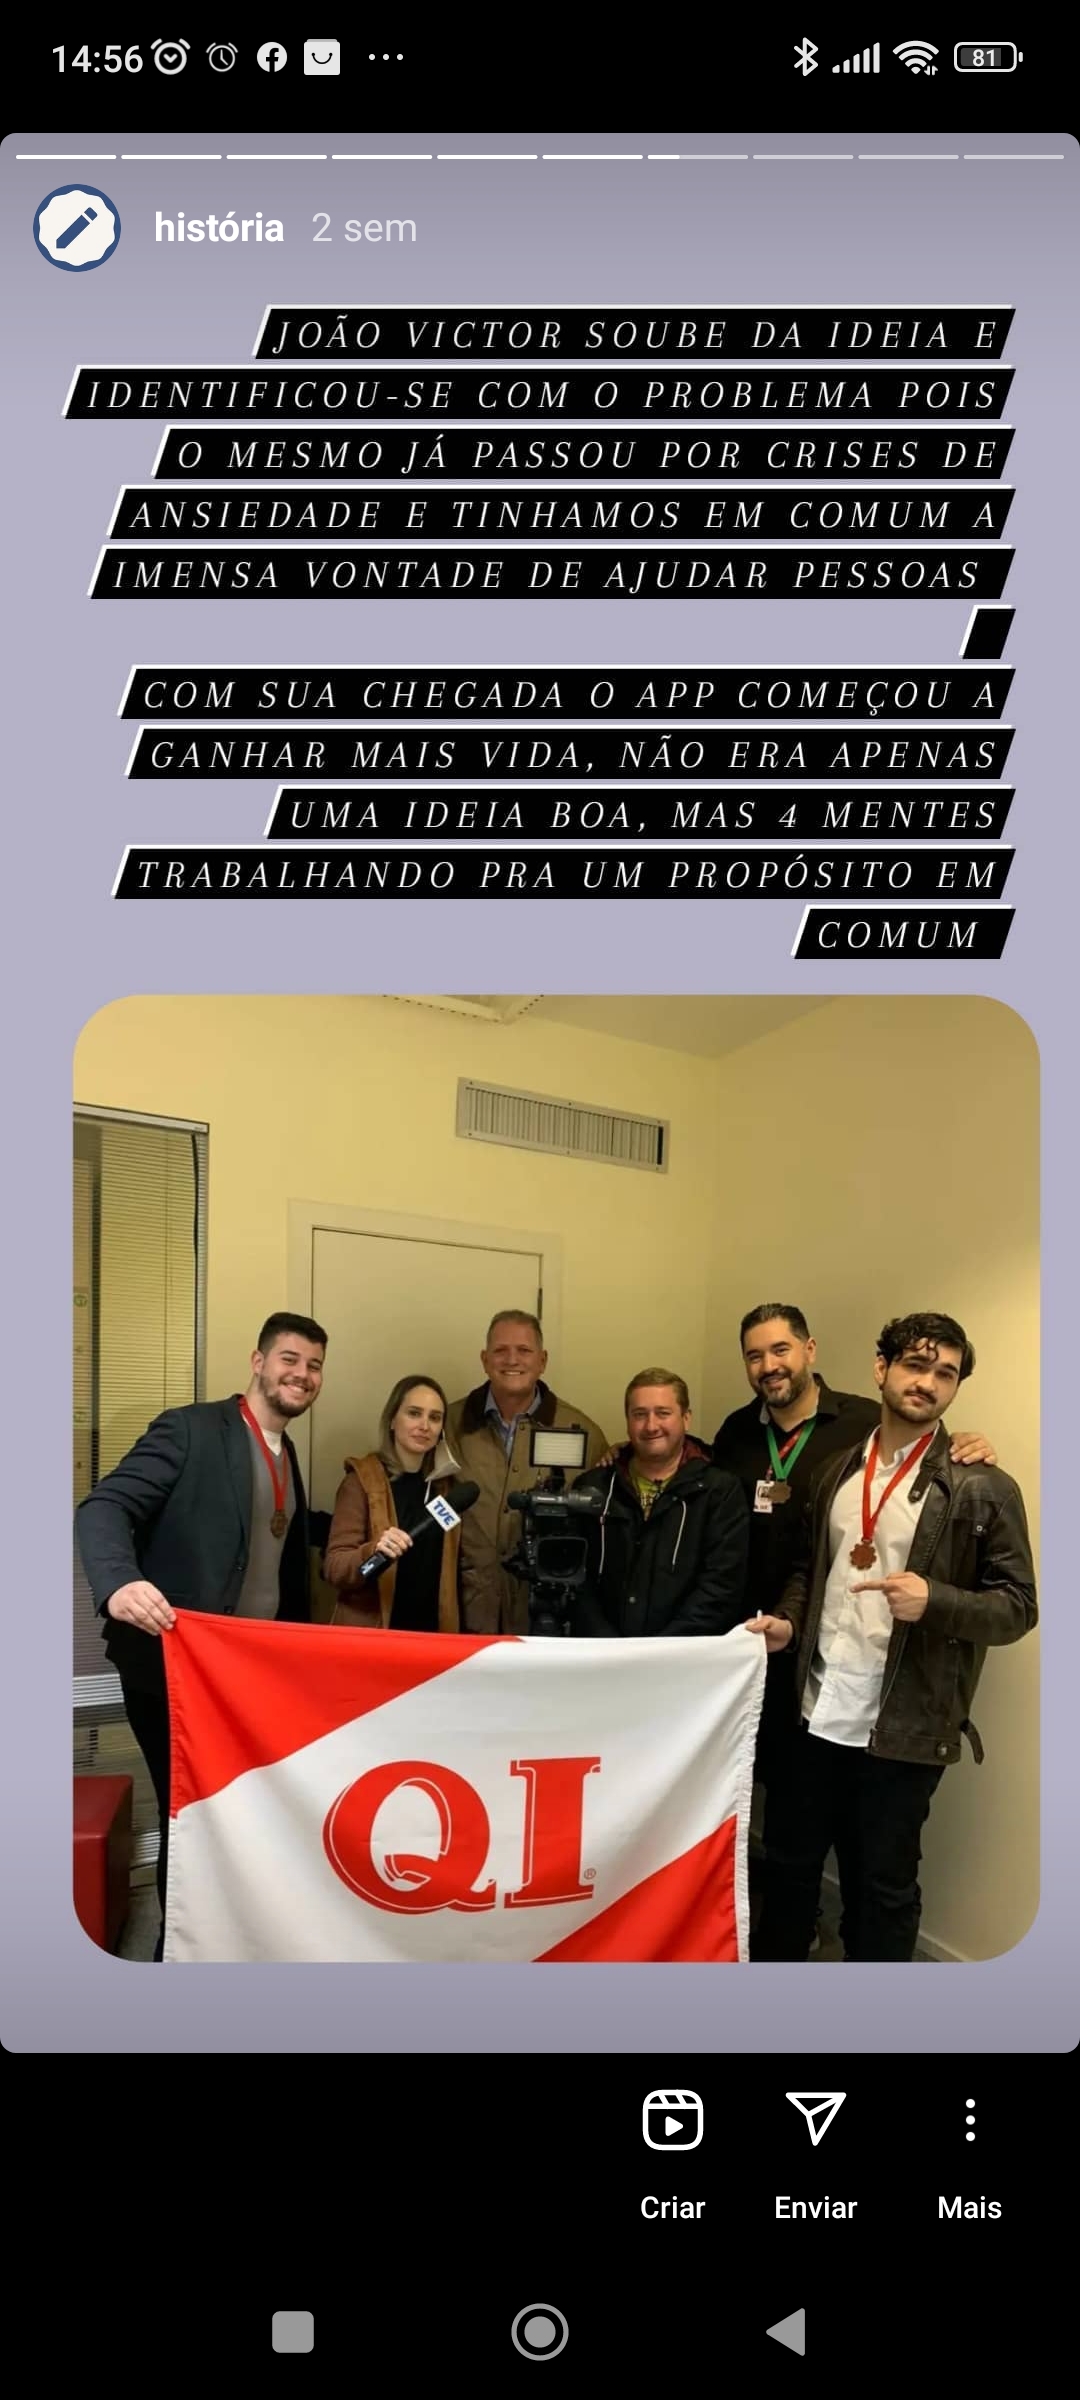 14:56
81
história 2 sem
JOÃO VICTOR SOUBE DA IDEIA E
IDENTIFICOU-SE COM O PROBLEMA POIS
O MESMO JÁ PASSOU POR CRISES DE
ANSIEDADE E TINHAMOS EM COMUM A
IMENSA VONTADE DE AJUDAR PESSOAS
COM SUA CHEGADA O APP COMEÇOU A
GANHAR MAIS VIDA, NÃO ERA APENAS
UMA IDEIA BOA, MAS 4 MENTES
TRABALHANDO PRA UM PROPÓSITO EM
COMUM
TVE
QI®
Criar Enviar Mais